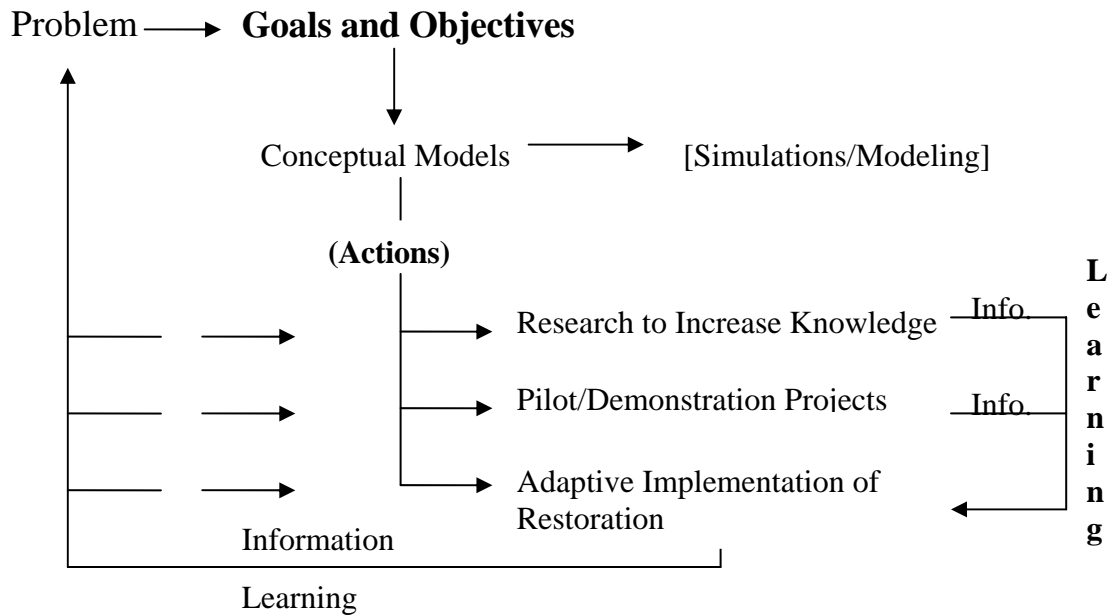 Problem
Goals and Objectives
Conceptual Models
[Simulations/Modeling]
(Actions)
Research to Increase Knowledge
Info.
Pilot/Demonstration Projects
Info.
Adaptive Implementation of
Restoration
Learning
Information
Learning